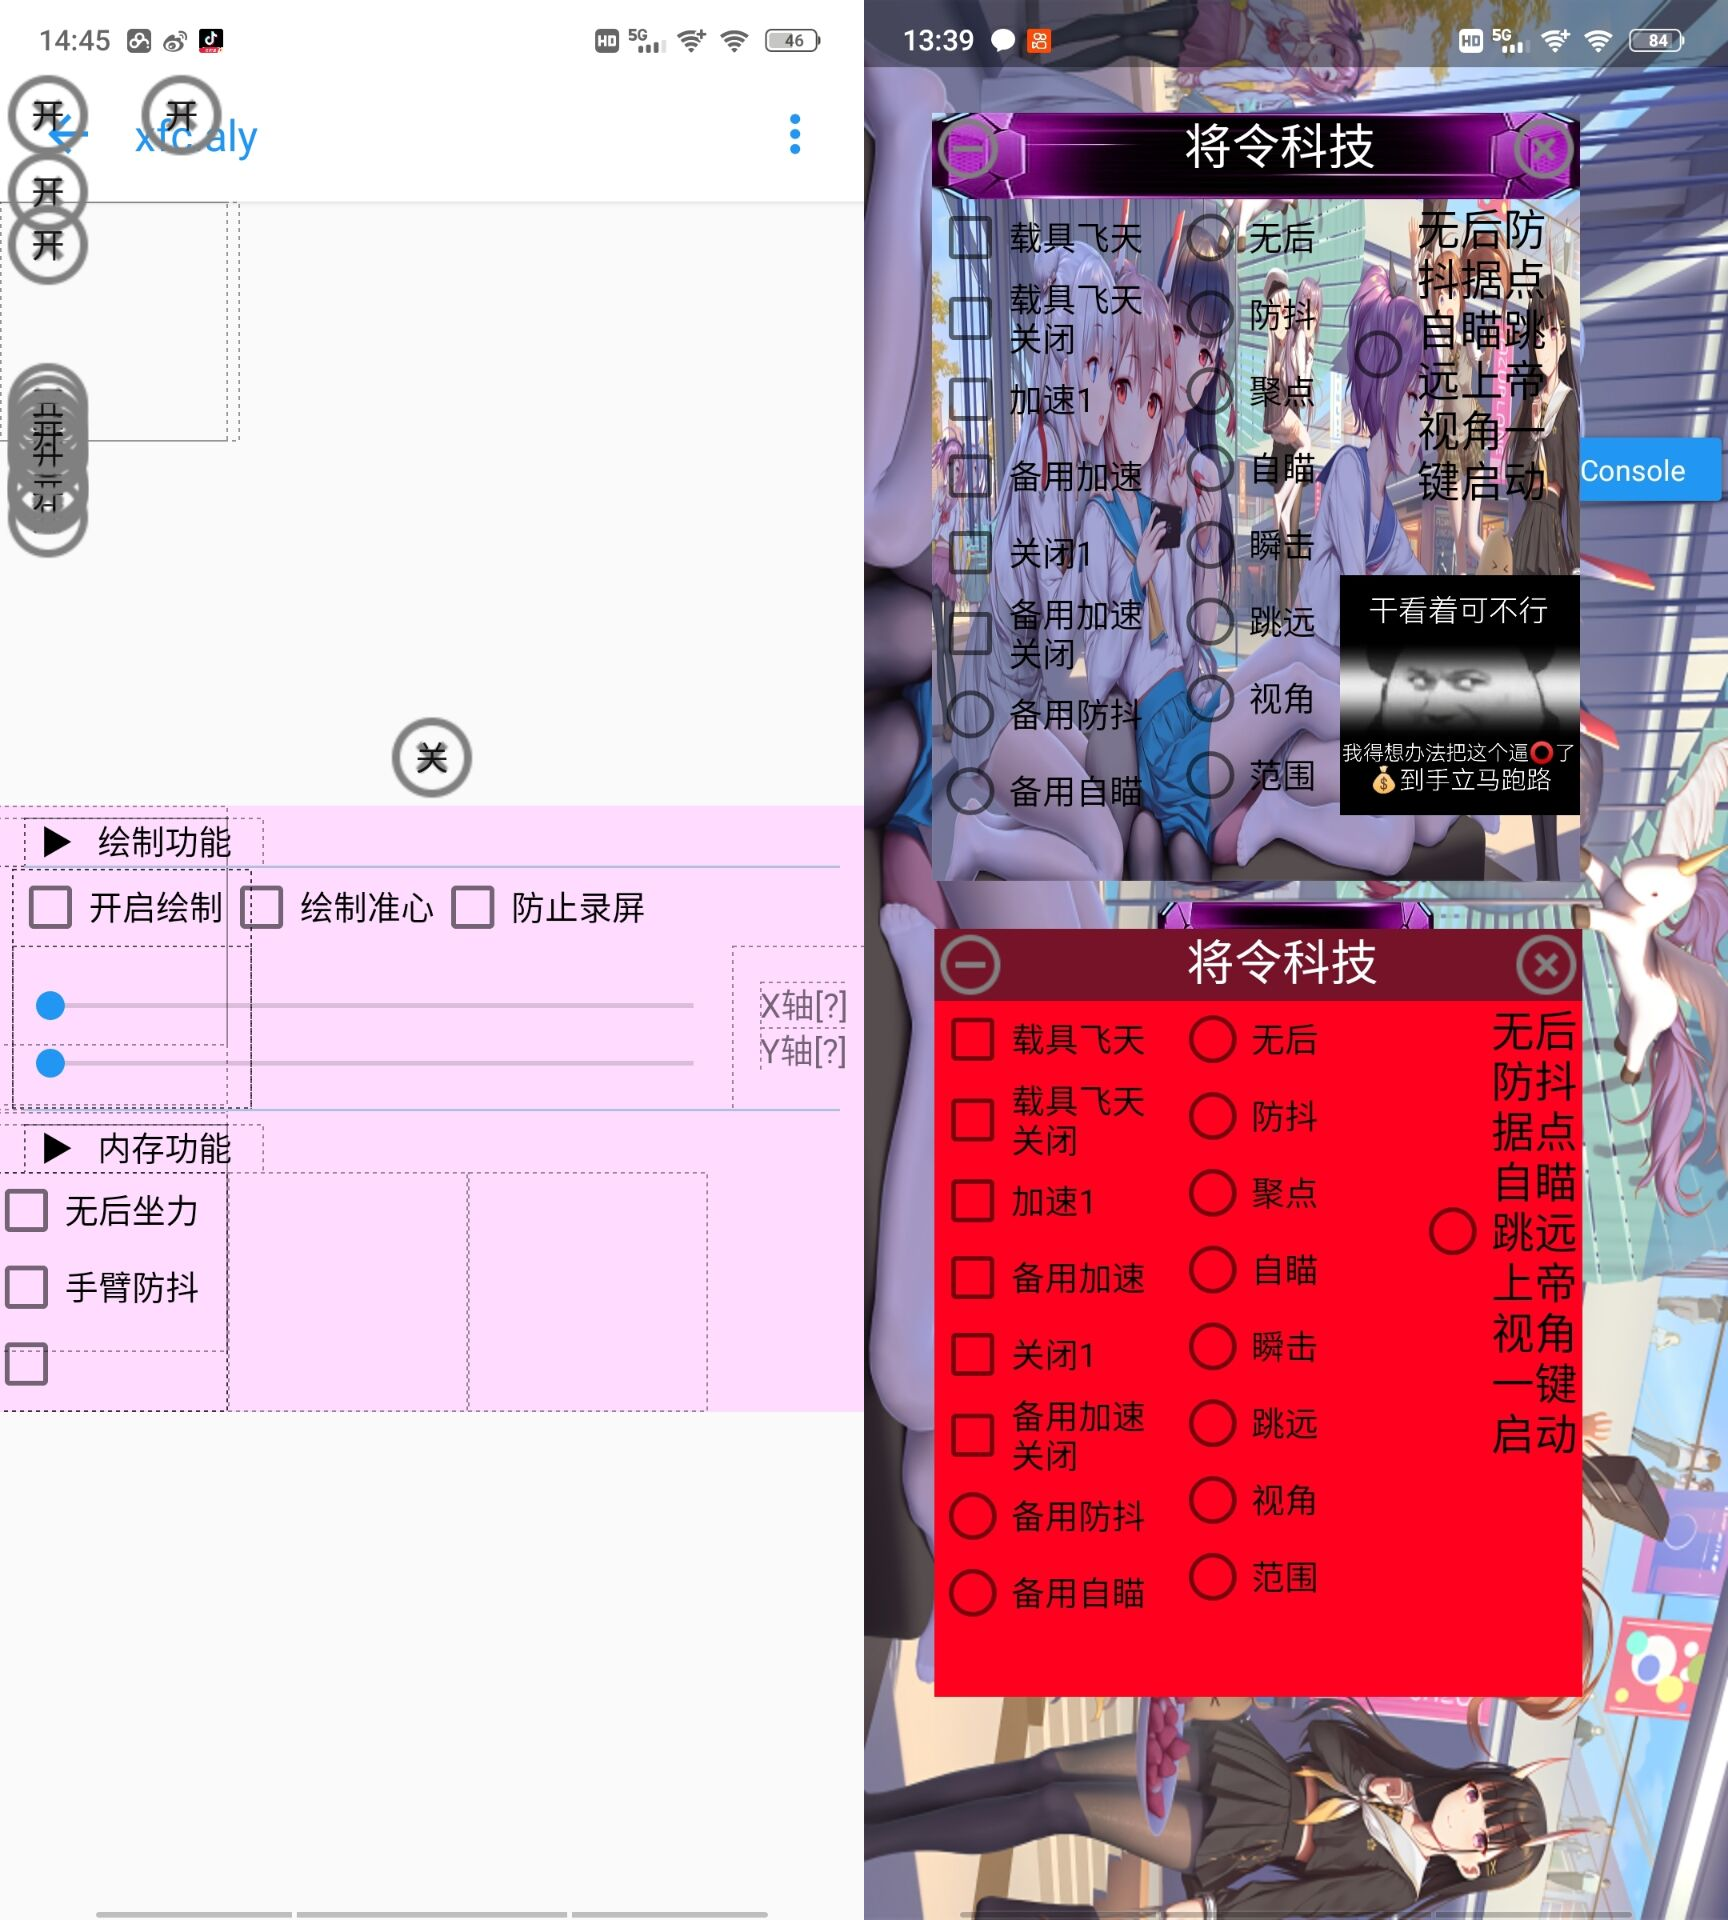 14:45
HD 5G 46
开
开
xfc.aly
开
开
关
绘制功能
开启绘制
绘制准心
防止录屏
X轴[?]
Y轴[?]
内存功能
无后坐力
手臂防抖
13:39
HD 5G 84
将令科技
载具飞天
载具飞天
关闭
加速1
备用加速
关闭1
备用加速
关闭
备用防抖
备用自瞄
无后
防抖
聚点
自瞄
瞬击
跳远
视角
范围
无后防
抖据点
自瞄跳
远上帝
视角一
键启动
Console
干看着可不行
我得想办法把这个逼⭕了
💰到手立马跑路
将令科技
载具飞天
载具飞天
关闭
加速1
备用加速
关闭1
备用加速
关闭
备用防抖
备用自瞄
无后
防抖
聚点
自瞄
瞬击
跳远
视角
范围
无后
防抖
据点
自瞄
跳远
上帝
视角
一键
启动